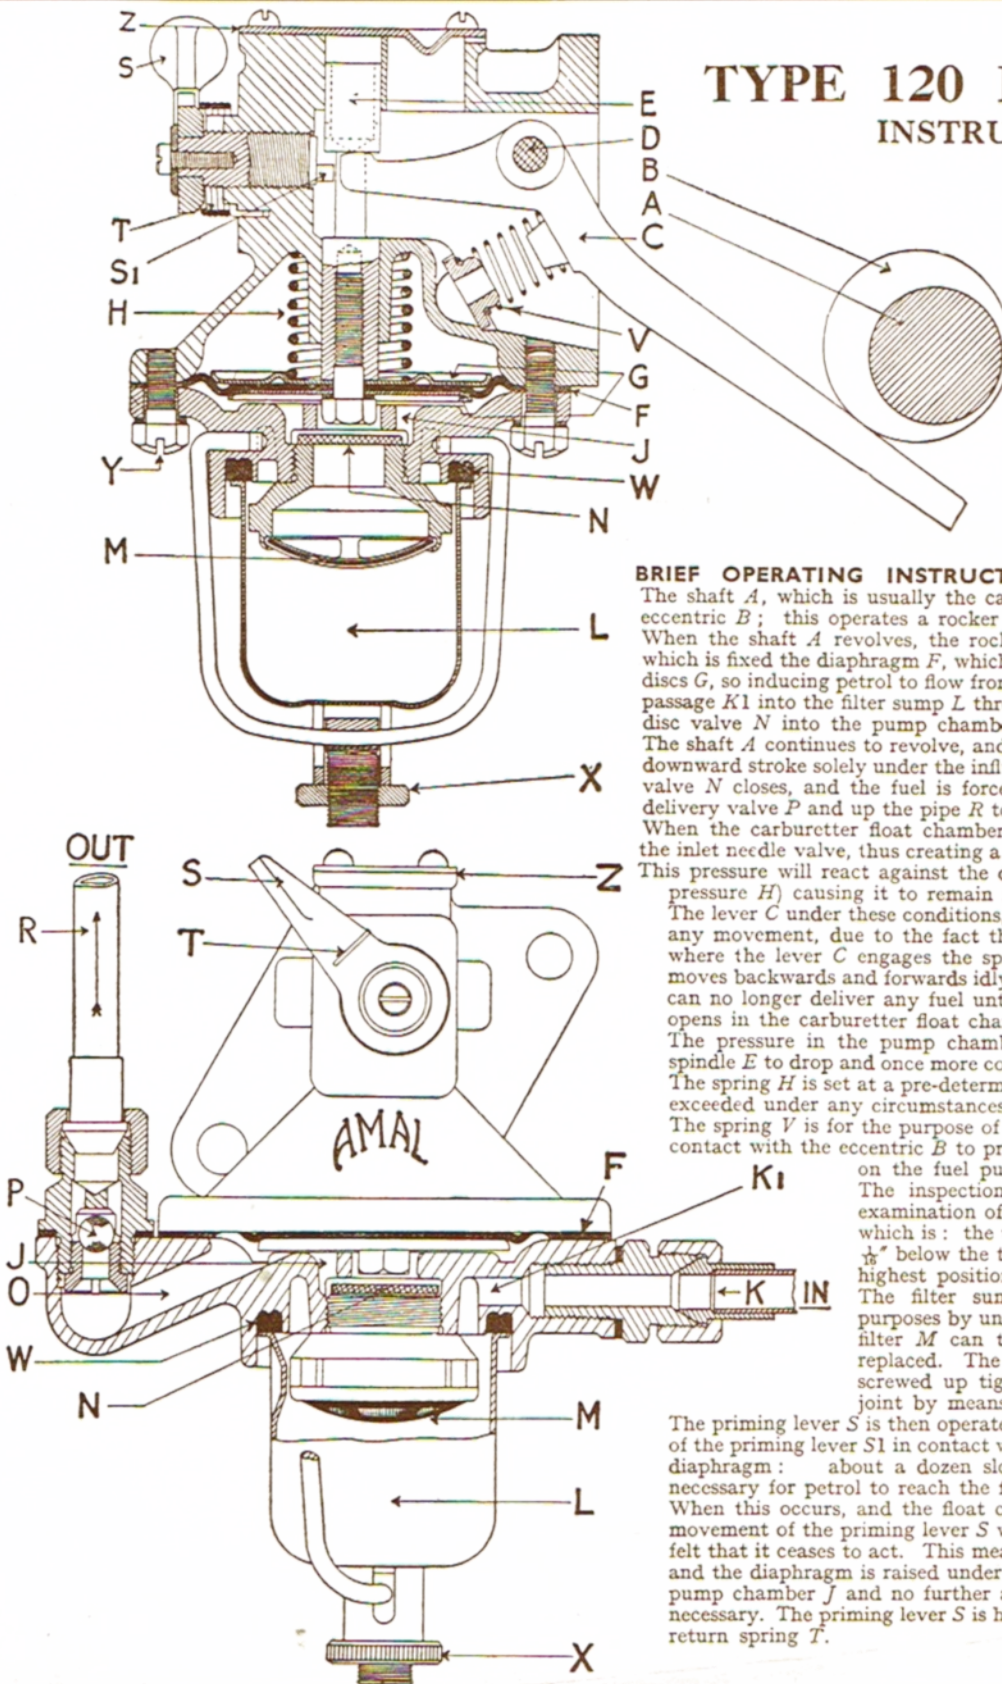 TYPE 120
INSTRU
Z
S
T
S1
H
Y
M
E
D
B
A
C
V
G
F
J
W
N
L
X
BRIEF OPERATING INSTRUCT
The shaft A, which is usually the ca
eccentric B ; this operates a rocker
When the shaft A revolves, the rock
which is fixed the diaphragm F, which
discs G, so inducing petrol to flow from
passage K1 into the filter sump L thr
disc valve N into the pump chamb
The shaft A continues to revolve, and
downward stroke solely under the infl
valve N closes, and the fuel is force
delivery valve P and up the pipe R to
When the carburetter float chamber
the inlet needle valve, thus creating a
This pressure will react against the
pressure H) causing it to remain
The lever C under these conditions
any movement, due to the fact th
where the lever C engages the sp
moves backwards and forwards idly
can no longer deliver any fuel unt
opens in the carburetter float cha
The pressure in the pump chamb
spindle E to drop and once more co
The spring H is set at a pre-determ
exceeded under any circumstances
The spring V is for the purpose of
contact with the eccentric B to pr
on the fuel pu
The inspection
examination of
which is : the
1/16" below the t
highest position
The filter sum
purposes by un
filter M can t
replaced. The
screwed up tig
joint by means
The priming lever S is then operate
of the priming lever S1 in contact v
diaphragm : about a dozen slo
necessary for petrol to reach the f
When this occurs, and the float c
movement of the priming lever S w
felt that it ceases to act. This mea
and the diaphragm is raised under
pump chamber J and no further
necessary. The priming lever S is h
return spring T.
OUT
R
P
J
O
W
N
S
T
Z
AMAL
F
K1
K IN
M
L
X